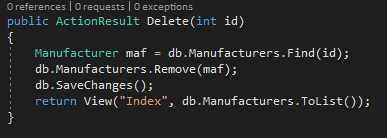 0 references | 0 requests | 0 exceptions
public ActionResult Delete(int id)
{
    Manufacturer maf = db.Manufacturers.Find(id);
    db.Manufacturers.Remove(maf);
    db.SaveChanges();
    return View("Index", db.Manufacturers.ToList());
}